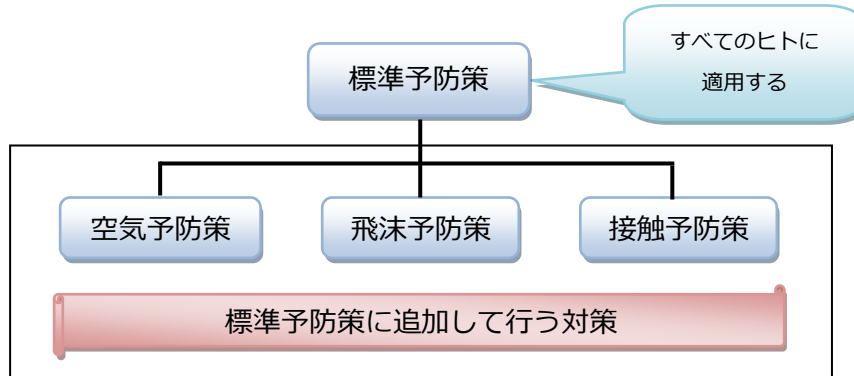 標準予防策
すべてのヒトに
適用する
空気予防策
飛沫予防策
接触予防策
標準予防策に追加して行う対策